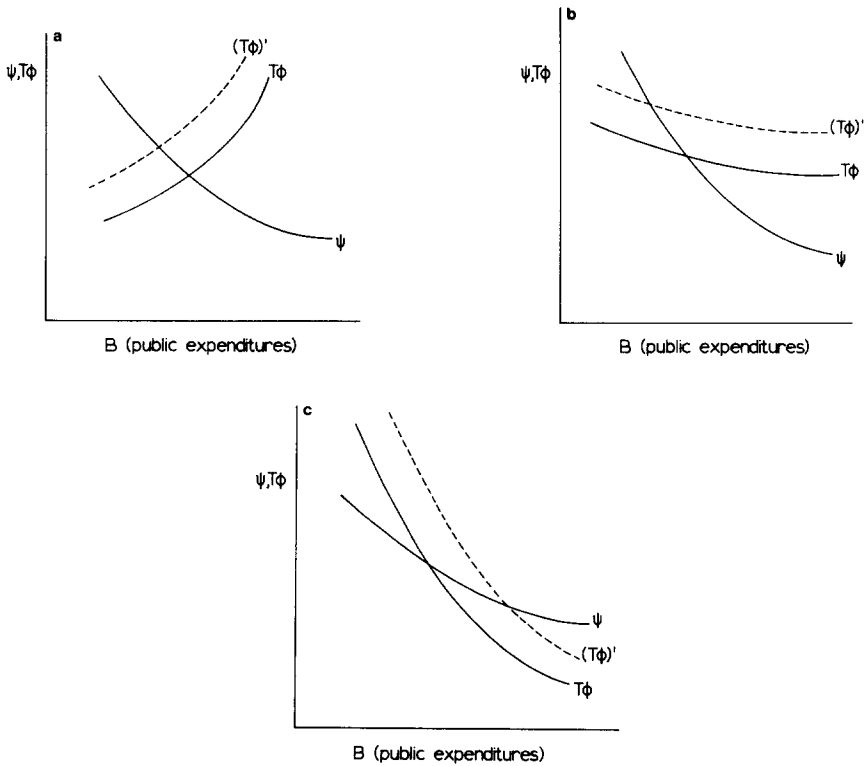 a
ψ,Tϕ
(Tϕ)'
Tϕ
ψ
B (public expenditures)
b
ψ,Tϕ
(Tϕ)'
Tϕ
ψ
B (public expenditures)
c
ψ,Tϕ
ψ
(Tϕ)'
Tϕ
B (public expenditures)